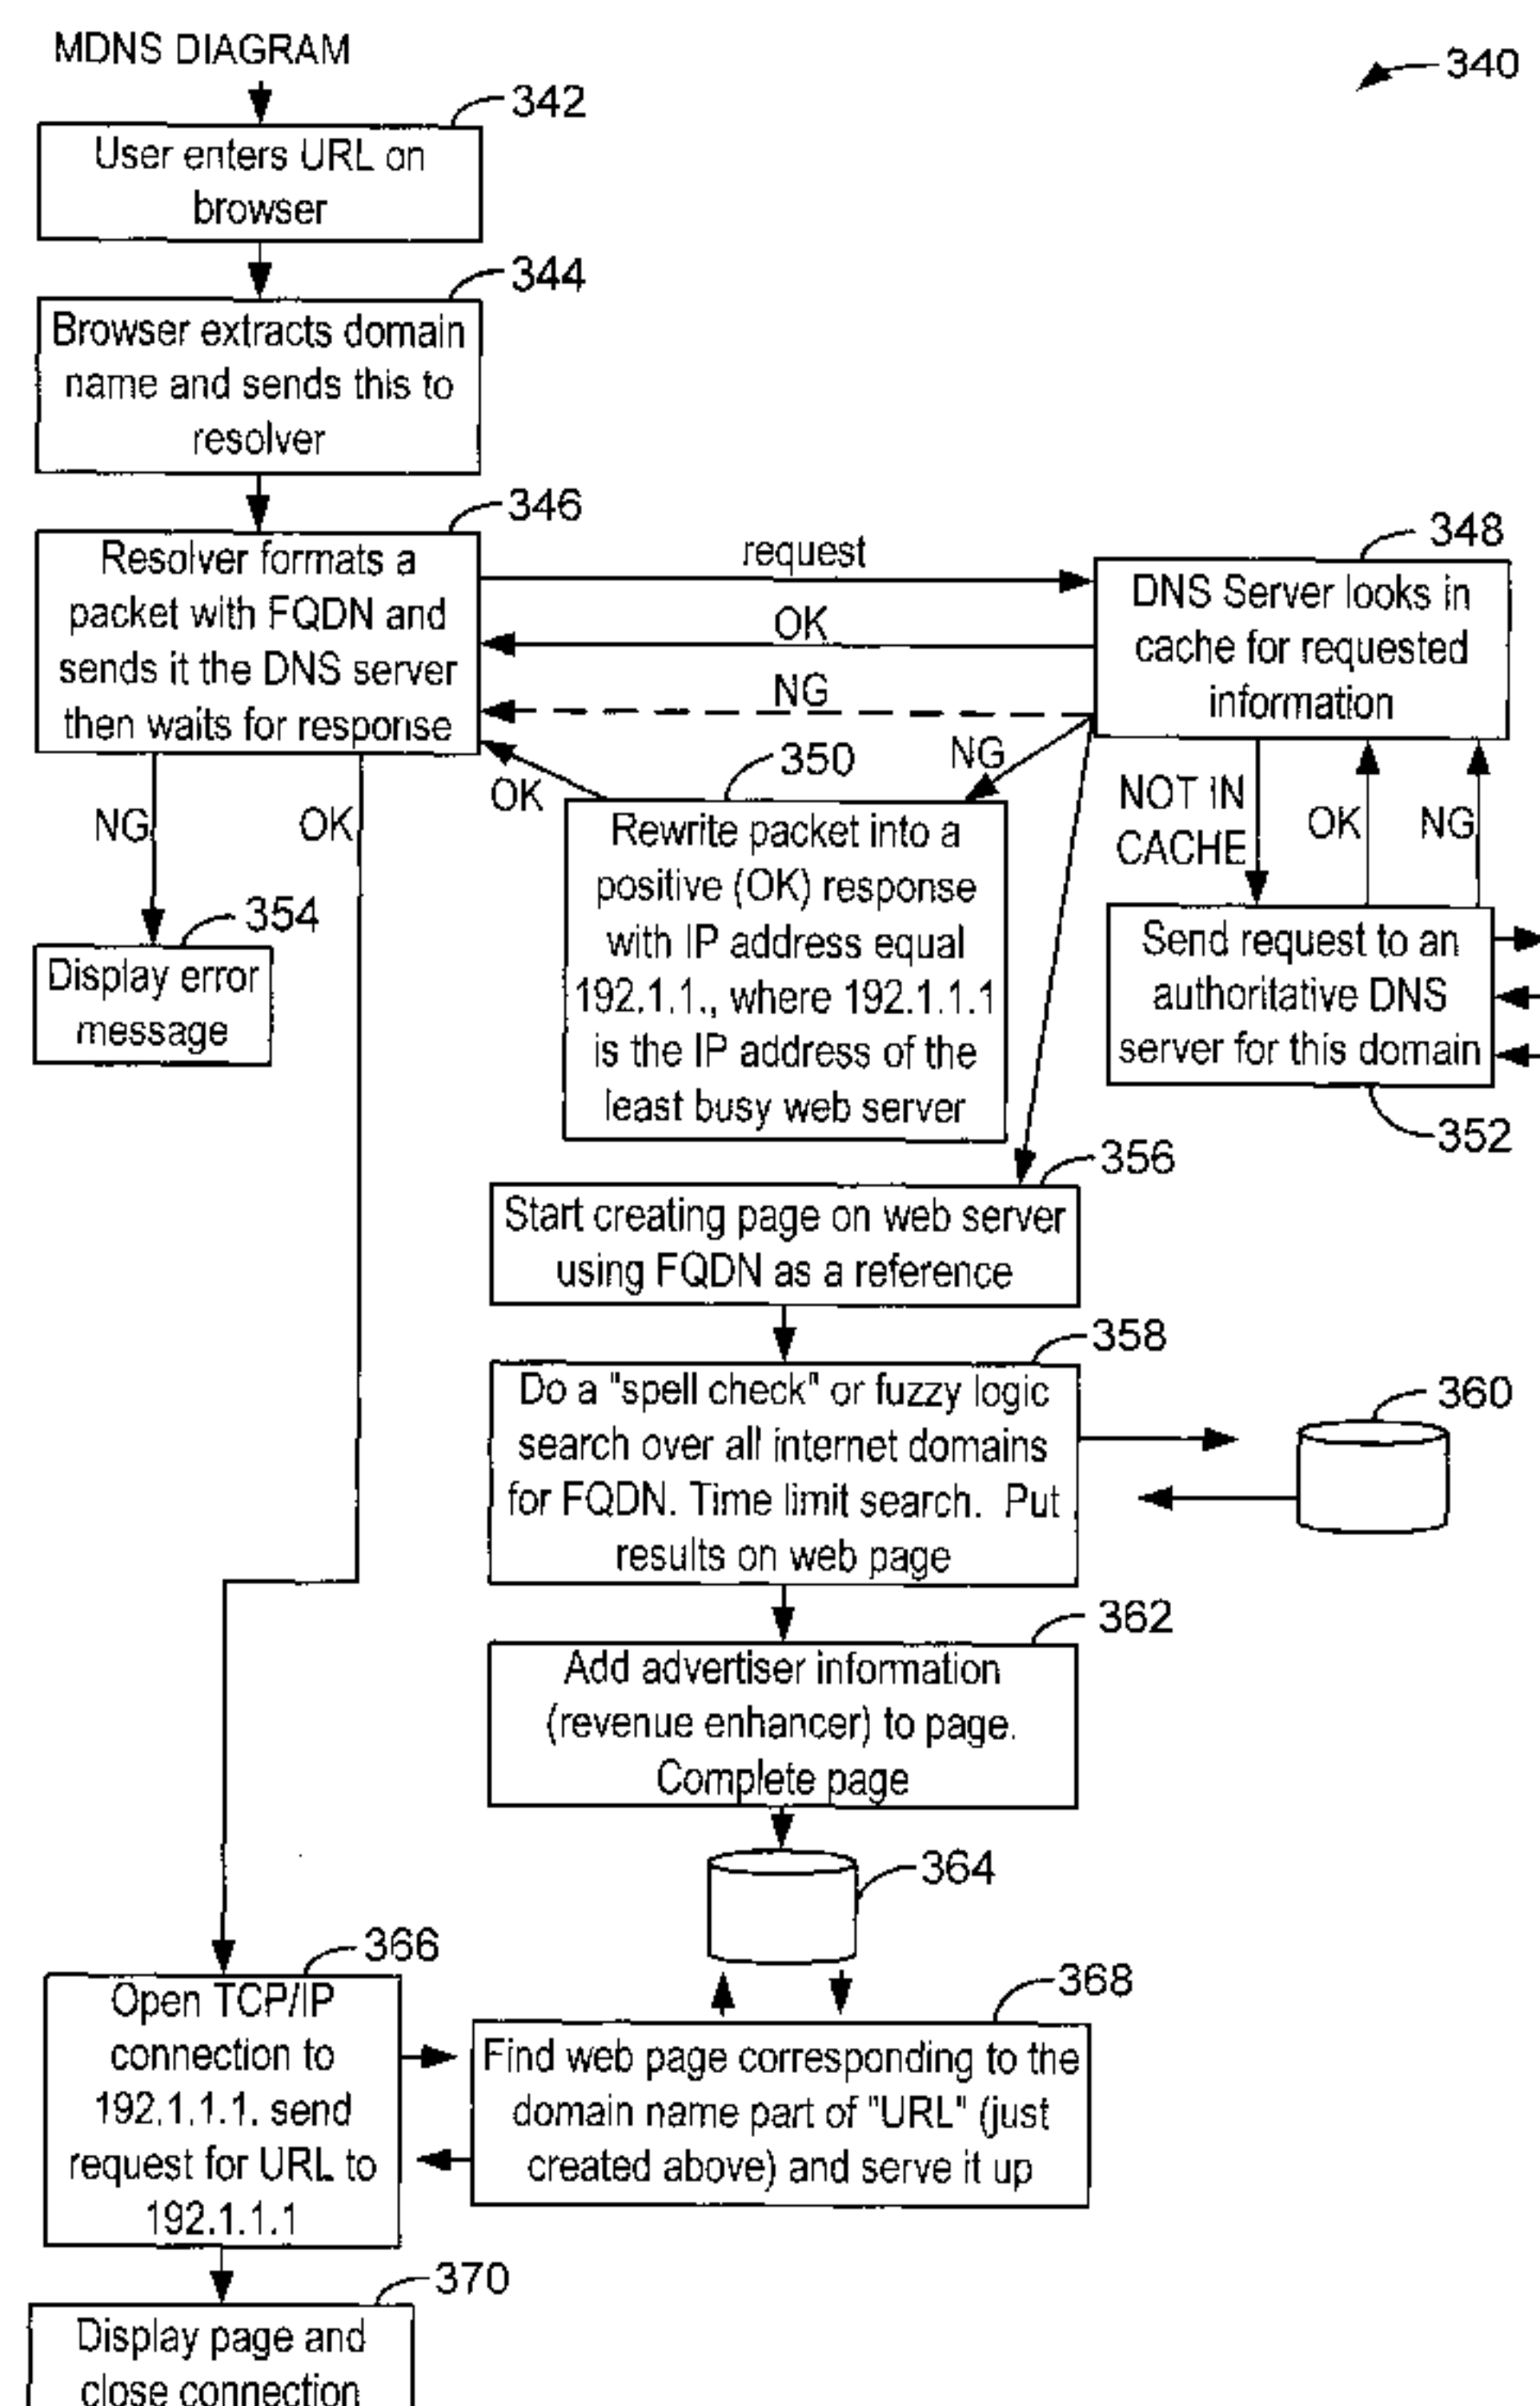 MDNS DIAGRAM
340
342
User enters URL on
browser
344
Browser extracts domain
name and sends this to
resolver
346
Resolver formats a
packet with FQDN and
sends it the DNS server
then waits for response
request
OK
NG
348
DNS Server looks in
cache for requested
information
NG
OK
350
Rewrite packet into a
positive (OK) response
with IP address equal
192.1.1., where 192.1.1.1
is the IP address of the
least busy web server
NOT IN
CACHE
OK
NG
Send request to an
authoritative DNS
server for this domain
352
NG
OK
354
Display error
message
356
Start creating page on web server
using FQDN as a reference
358
Do a "spell check" or fuzzy logic
search over all internet domains
for FQDN. Time limit search. Put
results on web page
360
362
Add advertiser information
(revenue enhancer) to page.
Complete page
364
366
Open TCP/IP
connection to
192.1.1.1. send
request for URL to
192.1.1.1
368
Find web page corresponding to the
domain name part of "URL" (just
created above) and serve it up
370
Display page and
close connection